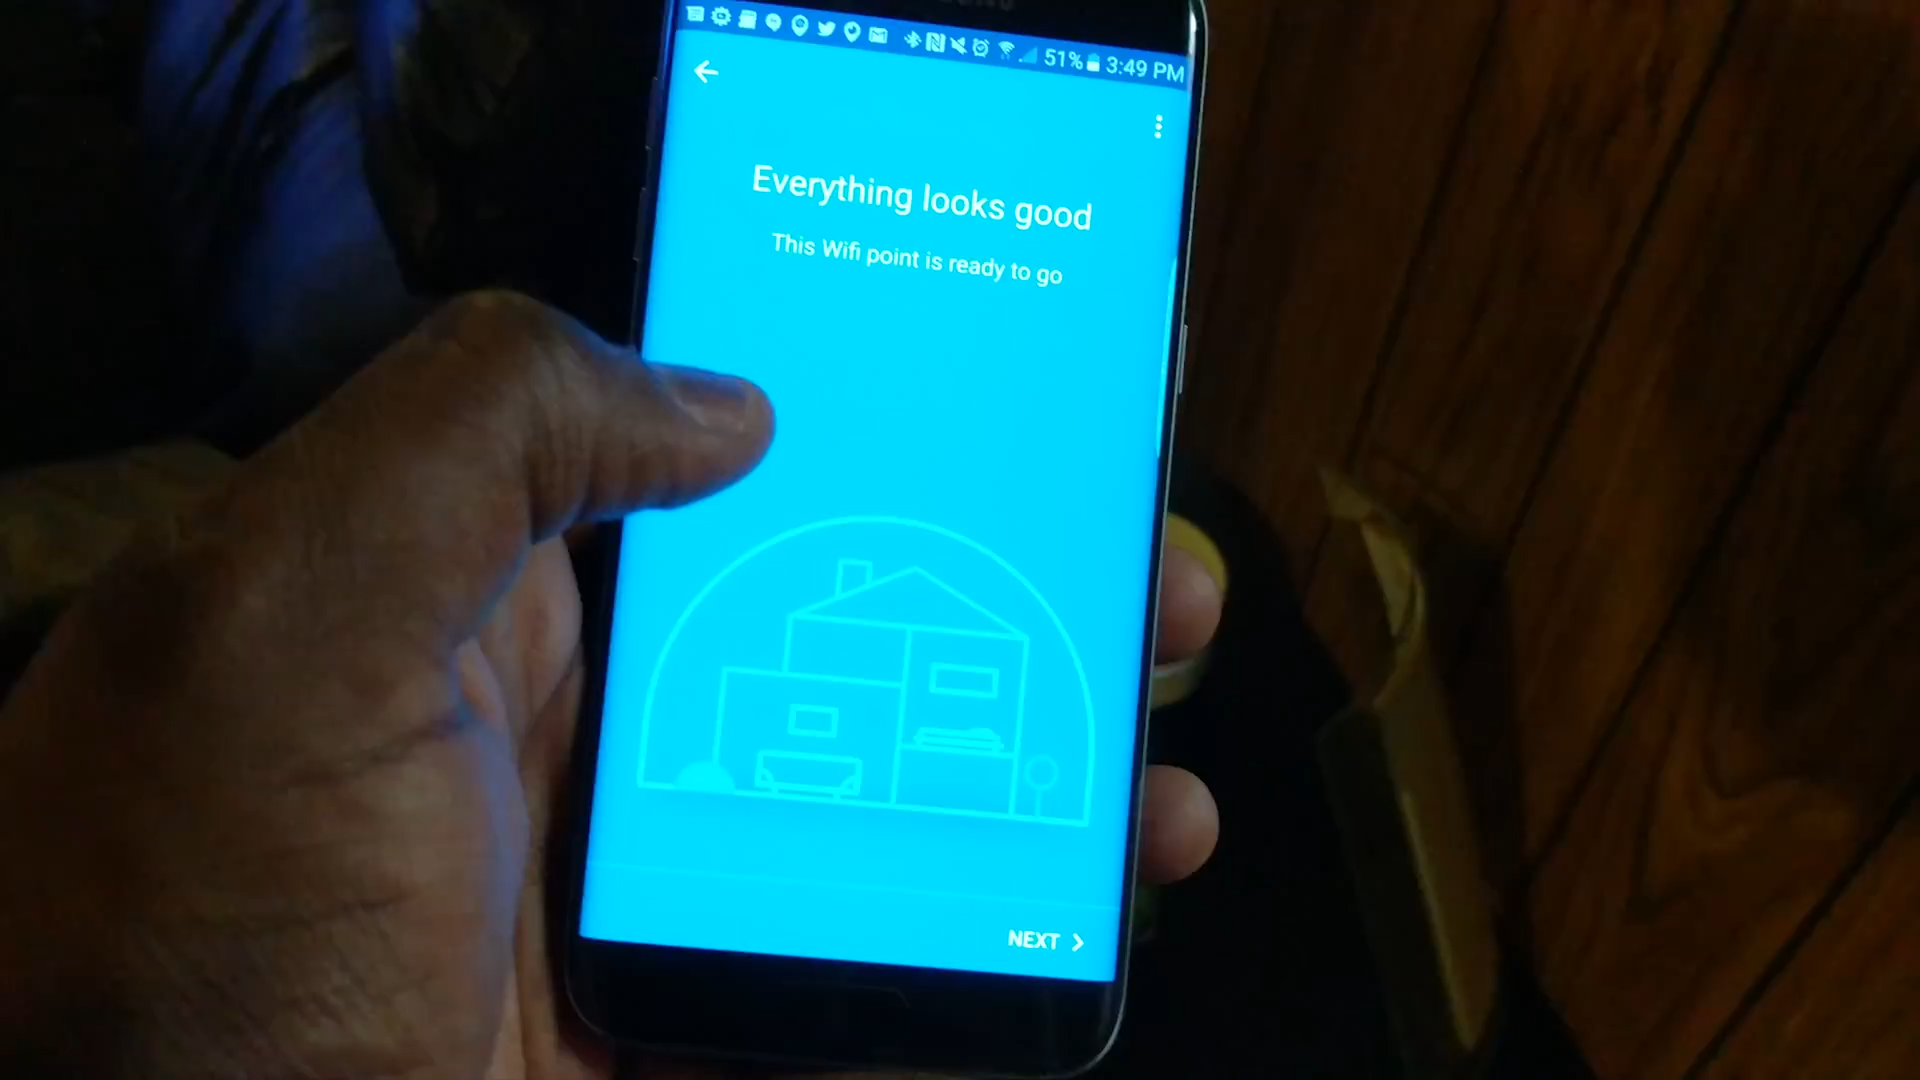 51% 3:49 PM
Everything looks good
This Wifi point is ready to go
NEXT